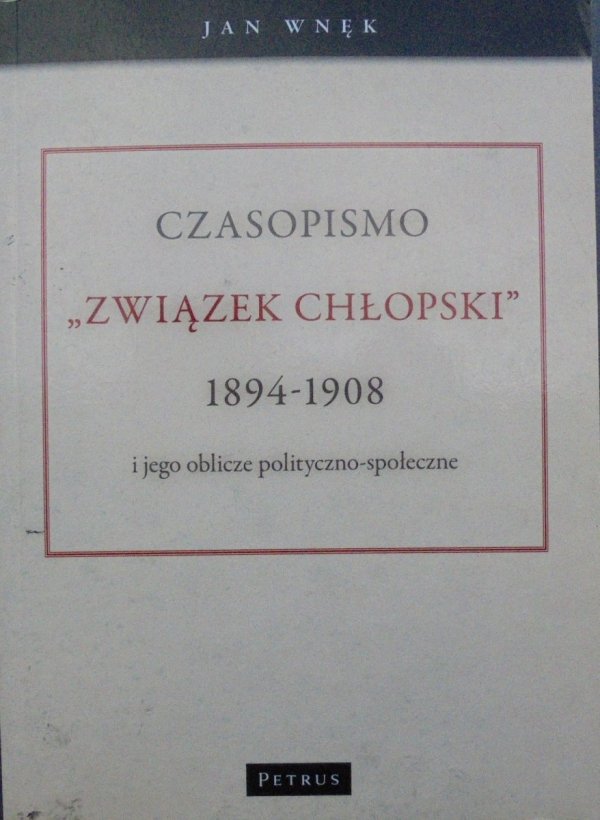 JAN WNĘK
CZASOPISMO
„ZWIĄZEK CHŁOPSKI”
1894-1908
i jego oblicze polityczno-społeczne
PETRUS